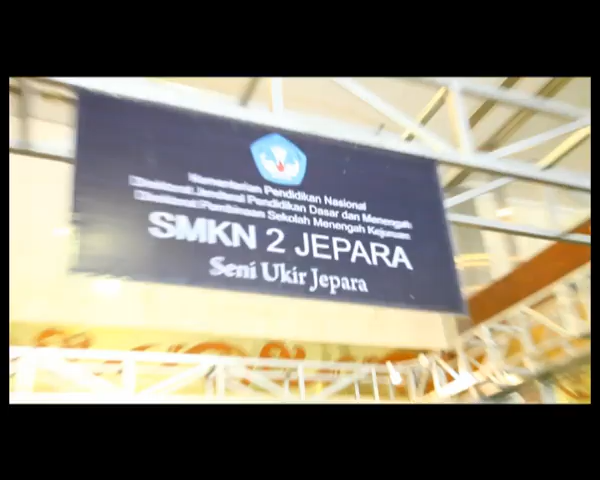 Kementerian Pendidikan Nasional
Direktorat Jenderal Pendidikan Dasar dan Menengah
Direktorat Pembinaan Sekolah Menengah Kejuruan
SMKN 2 JEPARA
Seni Ukir Jepara